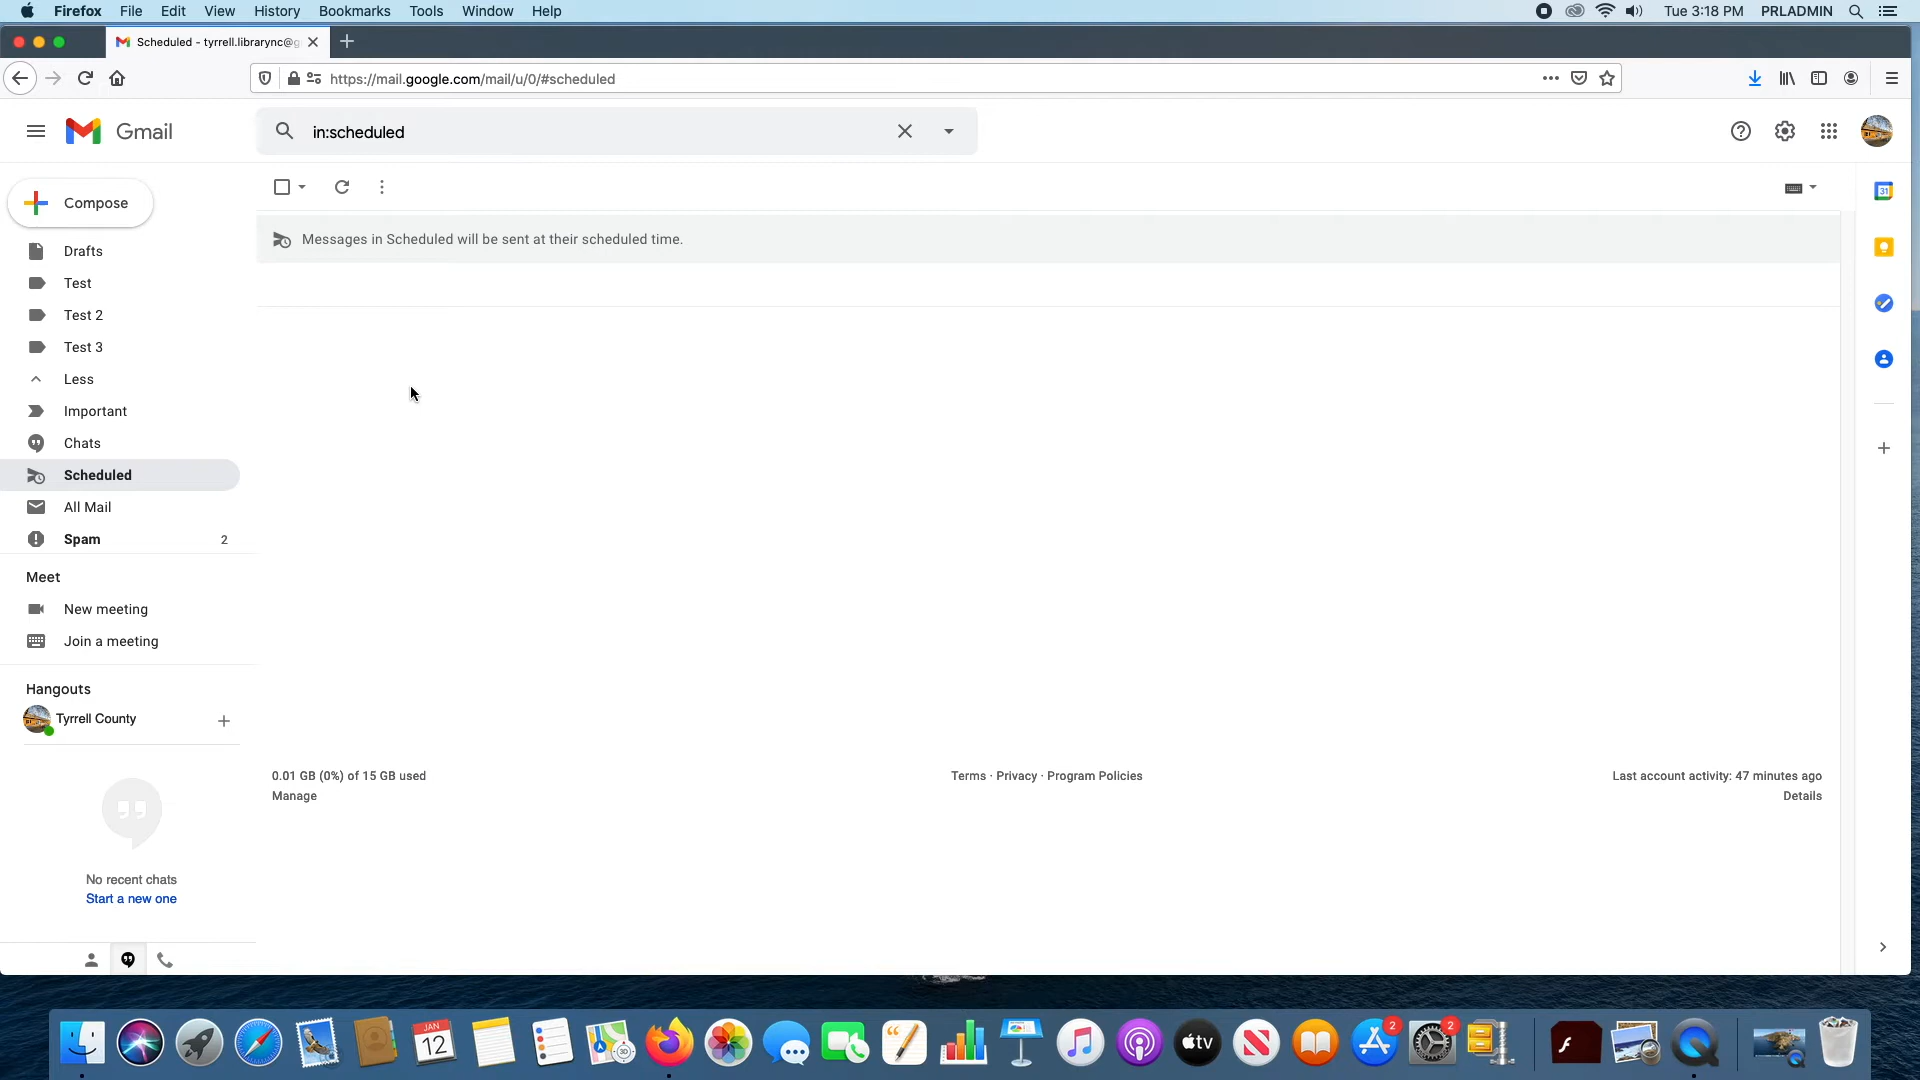 Firefox File Edit View History Bookmarks Tools Window Help Tue 3:18 PM PRLADMIN
Scheduled - tyrrell.librarync@g
https://mail.google.com/mail/u/0/#scheduled
Gmail
in:scheduled
Compose
Messages in Scheduled will be sent at their scheduled time.
Drafts
Test
Test 2
Test 3
Less
Important
Chats
Scheduled
All Mail
Spam 2
Meet
New meeting
Join a meeting
Hangouts
Tyrrell County
0.01 GB (0%) of 15 GB used
Manage
Terms · Privacy · Program Policies
Last account activity: 47 minutes ago
Details
No recent chats
Start a new one
31
JAN
12
3D
tv
2
2